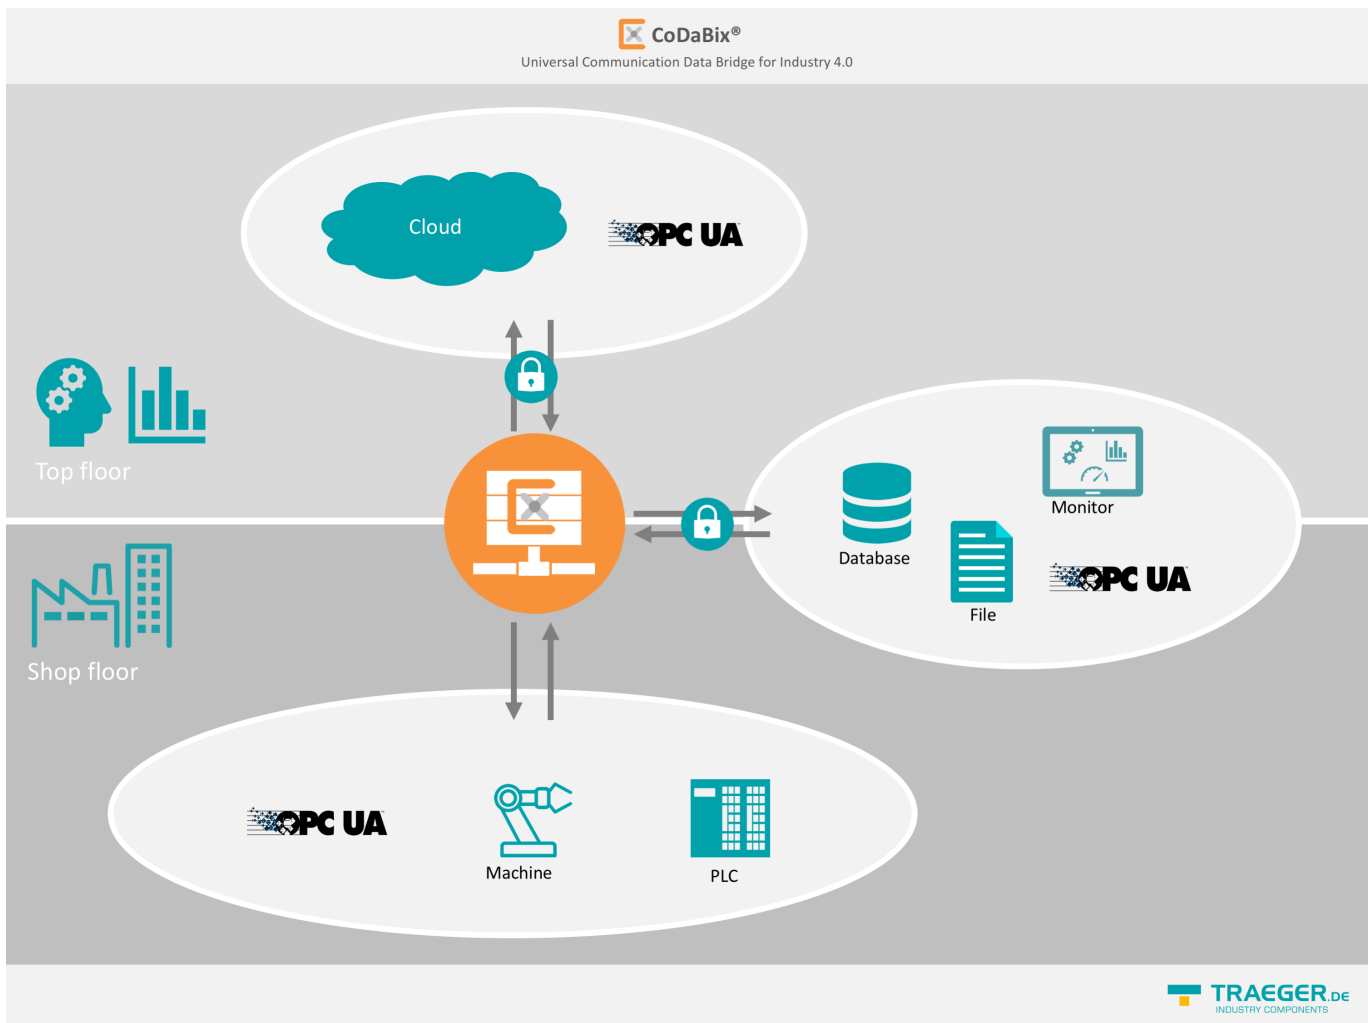 CoDaBix®
Universal Communication Data Bridge for Industry 4.0
Cloud
OPC UA
Top floor
Monitor
Database
OPC UA
File
Shop floor
OPC UA
Machine
PLC
TRAEGER.DE
INDUSTRY COMPONENTS